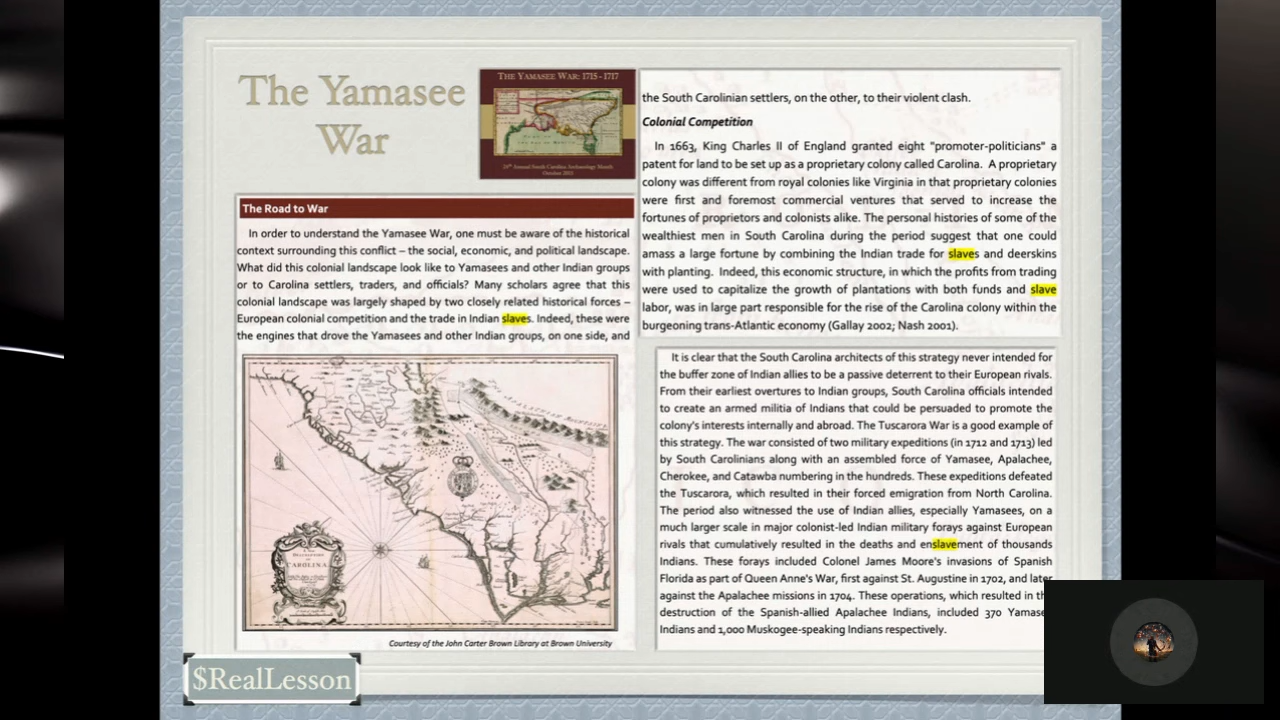 The Yamasee
War
THE YAMASEE WAR: 1715 - 1717
20th Annual South Carolina Archaeology Month
October 2011
The Road to War
In order to understand the Yamasee War, one must be aware of the historical
context surrounding this conflict – the social, economic, and political landscape.
What did this colonial landscape look like to Yamasees and other Indian groups
or to Carolina settlers, traders, and officials? Many scholars agree that this
colonial landscape was largely shaped by two closely related historical forces –
European colonial competition and the trade in Indian slaves. Indeed, these were
the engines that drove the Yamasees and other Indian groups, on one side, and
CAROLINA
Courtesy of the John Carter Brown Library at Brown University
$RealLesson
the South Carolinian settlers, on the other, to their violent clash.
Colonial Competition
In 1663, King Charles II of England granted eight "promoter-politicians" a
patent for land to be set up as a proprietary colony called Carolina. A proprietary
colony was different from royal colonies like Virginia in that proprietary colonies
were first and foremost commercial ventures that served to increase the
fortunes of proprietors and colonists alike. The personal histories of some of the
wealthiest men in South Carolina during the period suggest that one could
amass a large fortune by combining the Indian trade for slaves and deerskins
with planting. Indeed, this economic structure, in which the profits from trading
were used to capitalize the growth of plantations with both funds and slave
labor, was in large part responsible for the rise of the Carolina colony within the
burgeoning trans-Atlantic economy (Gallay 2002; Nash 2001).
It is clear that the South Carolina architects of this strategy never intended for
the buffer zone of Indian allies to be a passive deterrent to their European rivals.
From their earliest overtures to Indian groups, South Carolina officials intended
to create an armed militia of Indians that could be persuaded to promote the
colony's interests internally and abroad. The Tuscarora War is a good example of
this strategy. The war consisted of two military expeditions (in 1712 and 1713) led
by South Carolinians along with an assembled force of Yamasee, Apalachee,
Cherokee, and Catawba numbering in the hundreds. These expeditions defeated
the Tuscarora, which resulted in their forced emigration from North Carolina.
The period also witnessed the use of Indian allies, especially Yamasees, on a
much larger scale in major colonist-led Indian military forays against European
rivals that cumulatively resulted in the deaths and enslavement of thousands
Indians. These forays included Colonel James Moore's invasions of Spanish
Florida as part of Queen Anne's War, first against St. Augustine in 1702, and later
against the Apalachee missions in 1704. These operations, which resulted in th
destruction of the Spanish-allied Apalachee Indians, included 370 Yamase
Indians and 1,000 Muskogee-speaking Indians respectively.